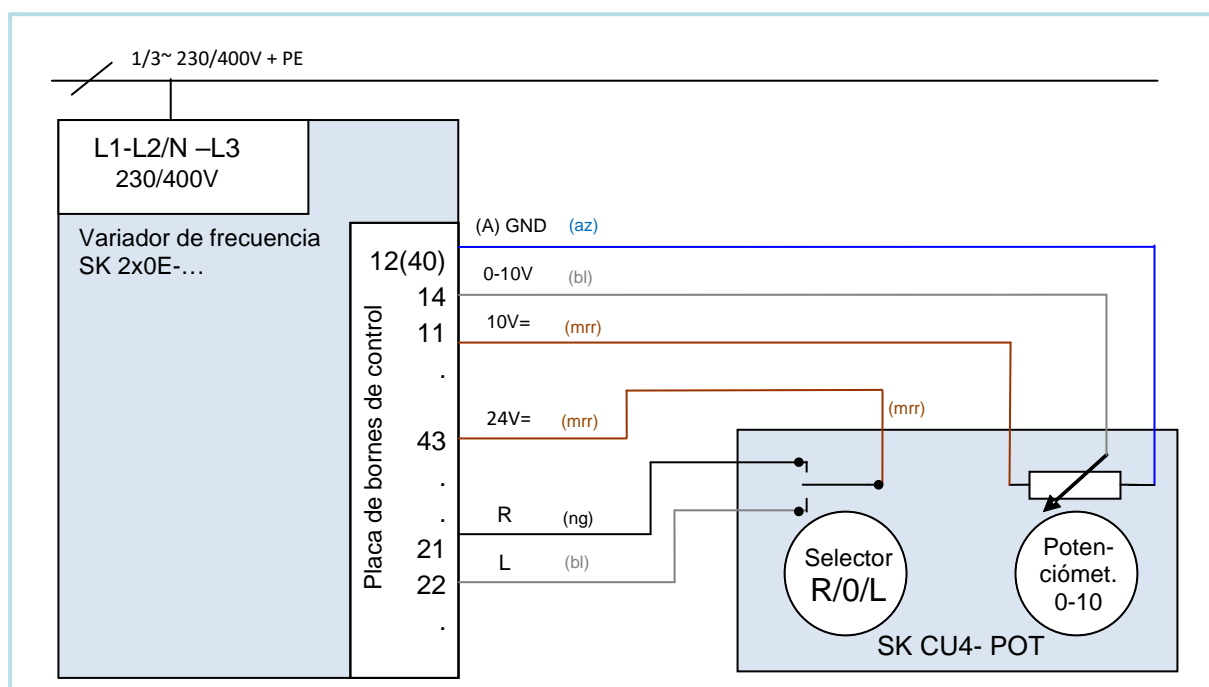 1/3~ 230/400V + PE
L1-L2/N –L3
230/400V
Variador de frecuencia
SK 2x0E-…
Placa de bornes de control
12(40)
14
11
.
43
.
.
21
22
.
(A) GND (az)
0-10V (bl)
10V= (mrr)
24V= (mrr)
(mrr)
R (ng)
L (bl)
Selector
R/0/L
Poten-
ciómet.
0-10
SK CU4- POT